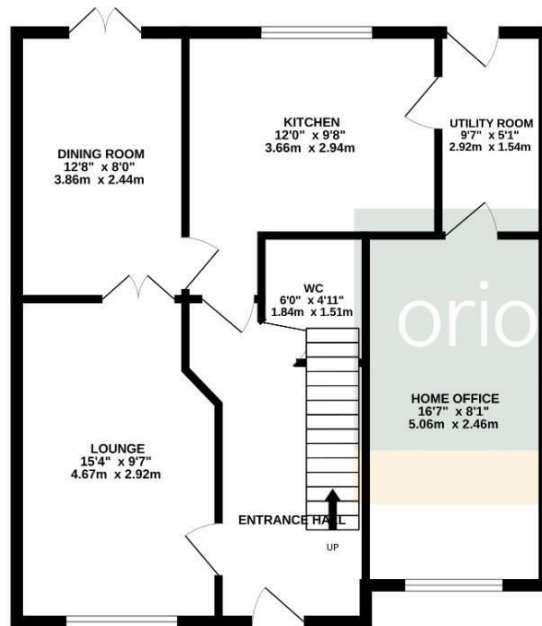 KITCHEN
12'0" x 9'8"
3.66m x 2.94m
UTILITY ROOM
9'7" x 5'1"
2.92m x 1.54m
DINING ROOM
12'8" x 8'0"
3.86m x 2.44m
WC
6'0" x 4'11"
1.84m x 1.51m
orio
HOME OFFICE
16'7" x 8'1"
5.06m x 2.46m
LOUNGE
15'4" x 9'7"
4.67m x 2.92m
ENTRANCE HALL
UP